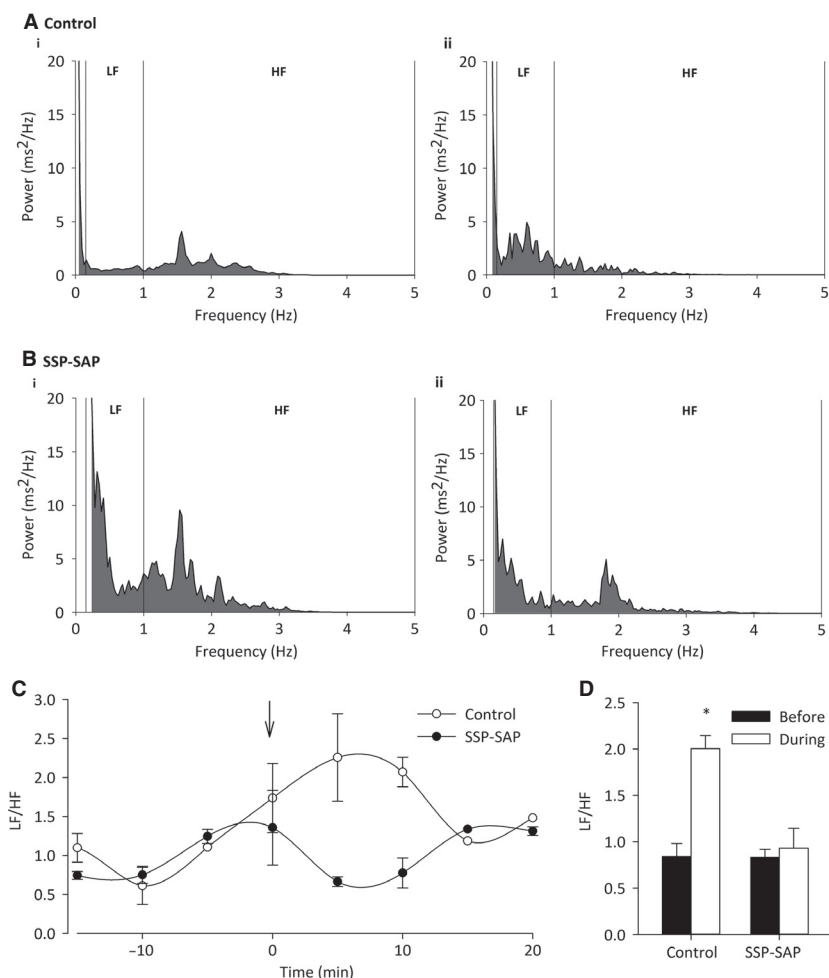 A Control
i
ii
20
15
10
5
0
Power (ms²/Hz)
LF
HF
0 1 2 3 4 5
Frequency (Hz)
20
15
10
5
0
Power (ms²/Hz)
LF
HF
0 1 2 3 4 5
Frequency (Hz)
B SSP-SAP
i
ii
20
15
10
5
0
Power (ms²/Hz)
LF
HF
0 1 2 3 4 5
Frequency (Hz)
20
15
10
5
0
Power (ms²/Hz)
LF
HF
0 1 2 3 4 5
Frequency (Hz)
C
3.0
2.5
2.0
1.5
1.0
0.5
0.0
LF/HF
Control
SSP-SAP
−10 0 10 20
Time (min)
D
2.5
2.0
1.5
1.0
0.5
0.0
LF/HF
*
Before
During
Control SSP-SAP